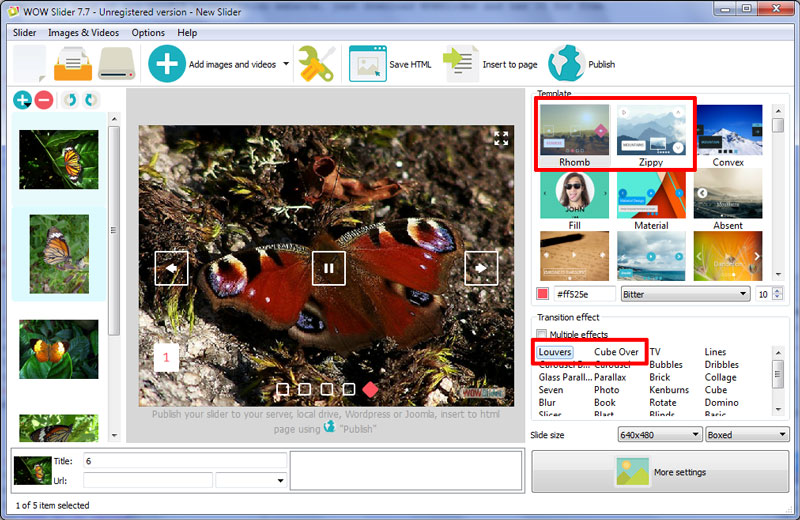 WOW Slider 7.7 - Unregistered version - New Slider
Slider Images & Videos Options Help
Add images and videos
Save HTML
Insert to page
Publish
Template
Rhomb Zippy Convex
JOHN
Fill Material Absent
#ff525e Bitter 10
Transition effect
Multiple effects
Louvers Cube Over TV Lines
Carousel Bubbles Dribbles
Glass Parall... Parallax Brick Collage
Seven Photo Kenburns Cube
Blur Book Rotate Domino
Slices Blast Blinds Basic
Slide size 640x480 Boxed
More settings
1
Publish your slider to your server, local drive, Wordpress or Joomla, insert to html
page using "Publish"
Title: 6
Url:
1 of 5 item selected